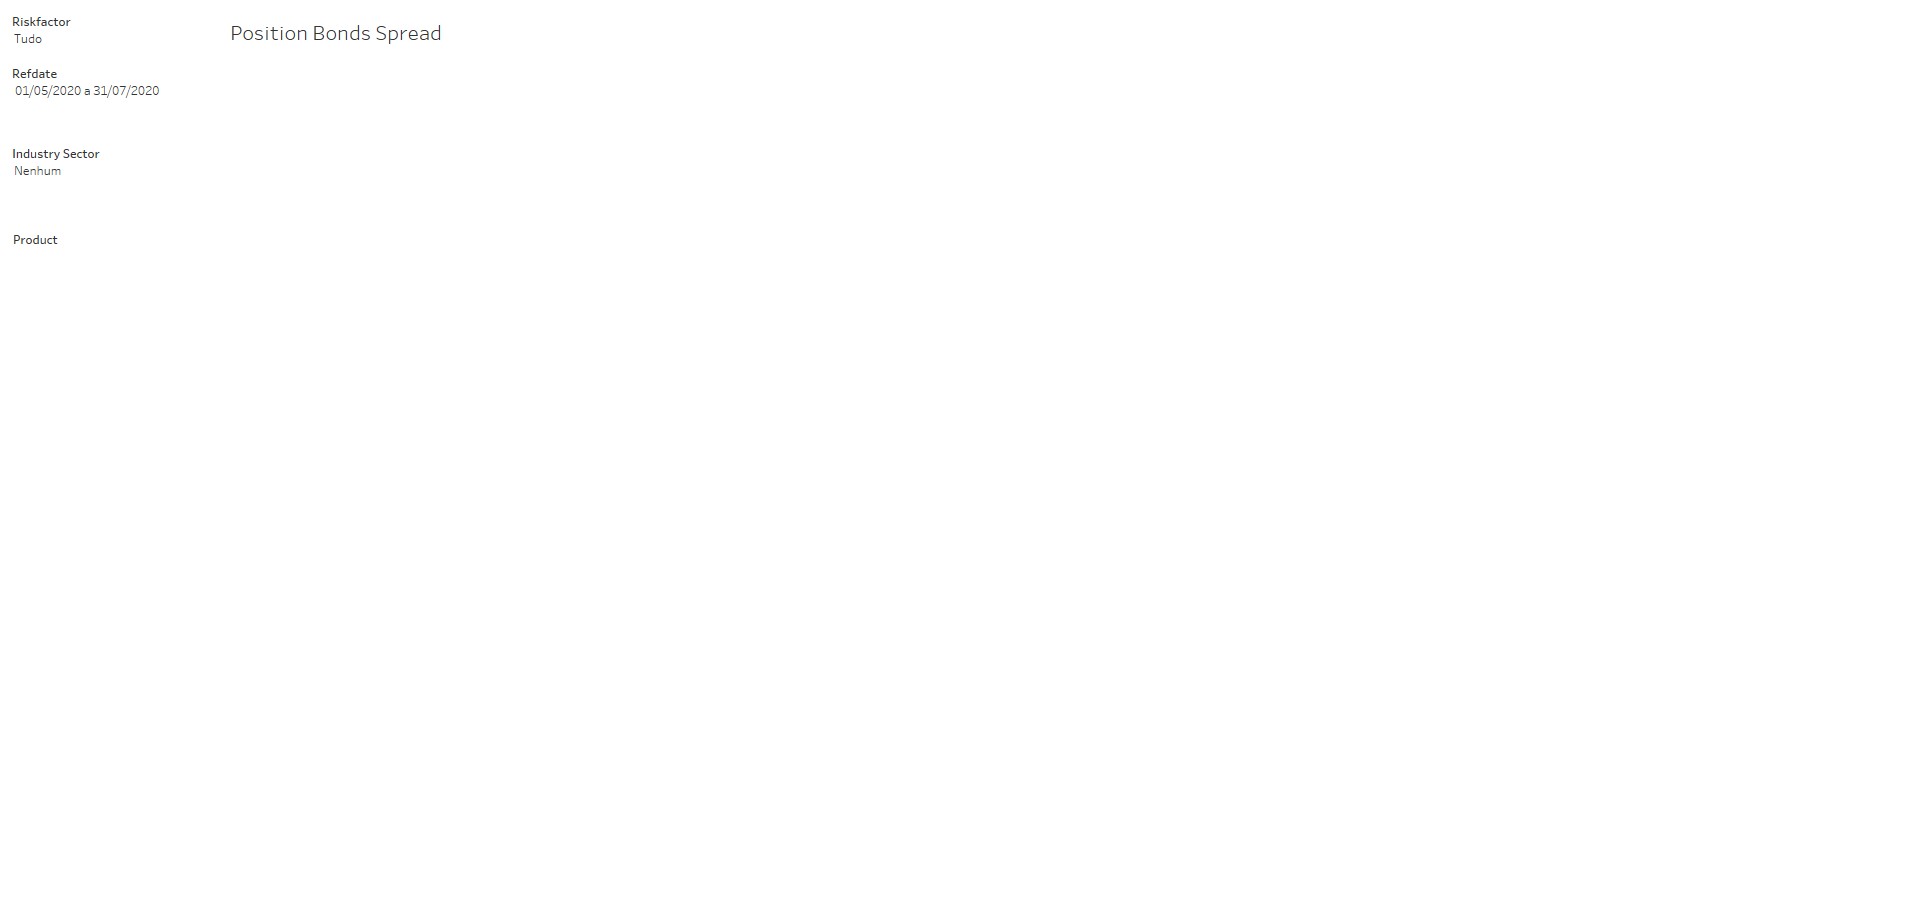 Riskfactor
Tudo
Position Bonds Spread
Refdate
01/05/2020 a 31/07/2020
Industry Sector
Nenhum
Product